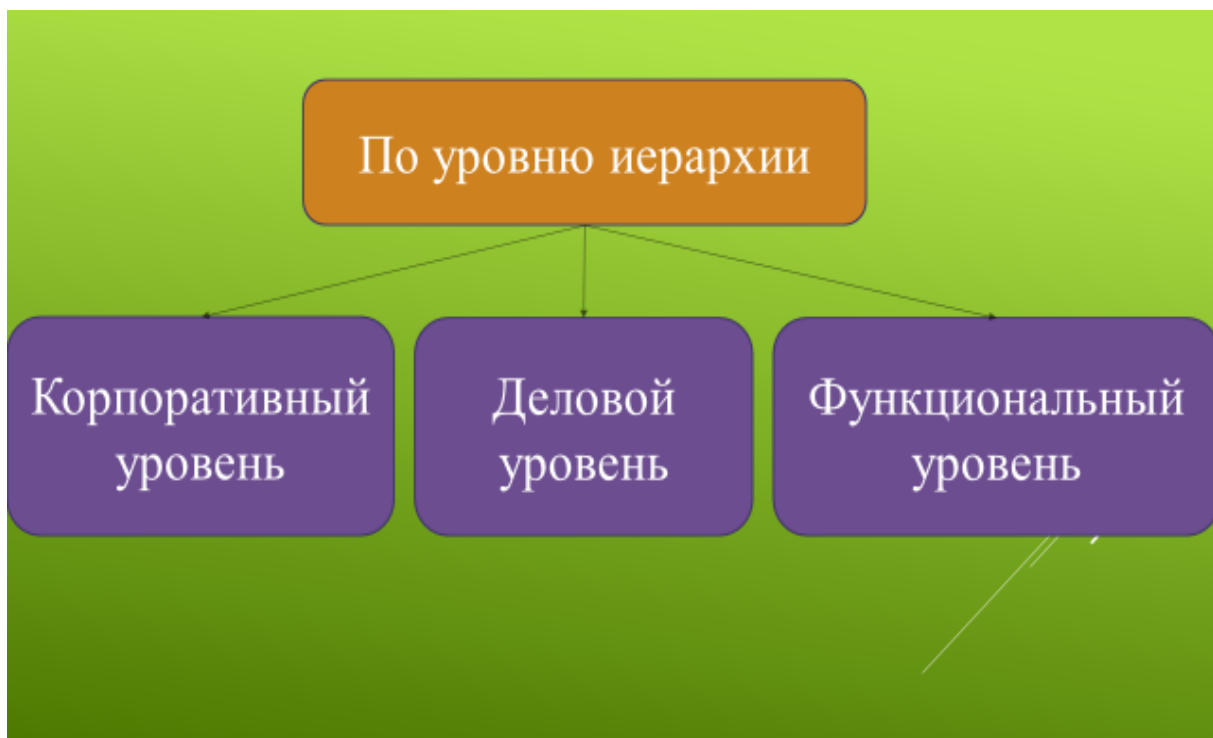 По уровню иерархии
Корпоративный
уровень
Деловой
уровень
Функциональный
уровень